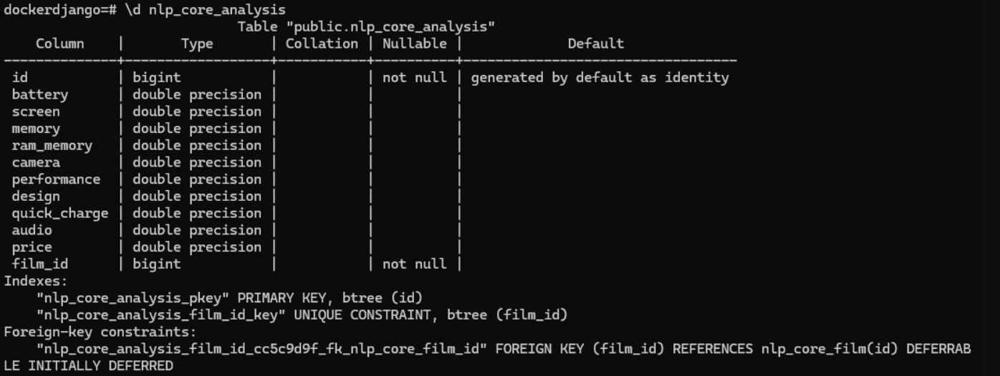 dockerdjango=# \d nlp_core_analysis
                              Table "public.nlp_core_analysis"
    Column    |       Type       | Collation | Nullable |             Default
--------------+------------------+-----------+----------+----------------------------------
 id           | bigint           |           | not null | generated by default as identity
 battery      | double precision |           |          |
 screen       | double precision |           |          |
 memory       | double precision |           |          |
 ram_memory   | double precision |           |          |
 camera       | double precision |           |          |
 performance  | double precision |           |          |
 design       | double precision |           |          |
 quick_charge | double precision |           |          |
 audio        | double precision |           |          |
 price        | double precision |           |          |
 film_id      | bigint           |           | not null |
Indexes:
    "nlp_core_analysis_pkey" PRIMARY KEY, btree (id)
    "nlp_core_analysis_film_id_key" UNIQUE CONSTRAINT, btree (film_id)
Foreign-key constraints:
    "nlp_core_analysis_film_id_cc5c9d9f_fk_nlp_core_film_id" FOREIGN KEY (film_id) REFERENCES nlp_core_film(id) DEFERRAB
LE INITIALLY DEFERRED